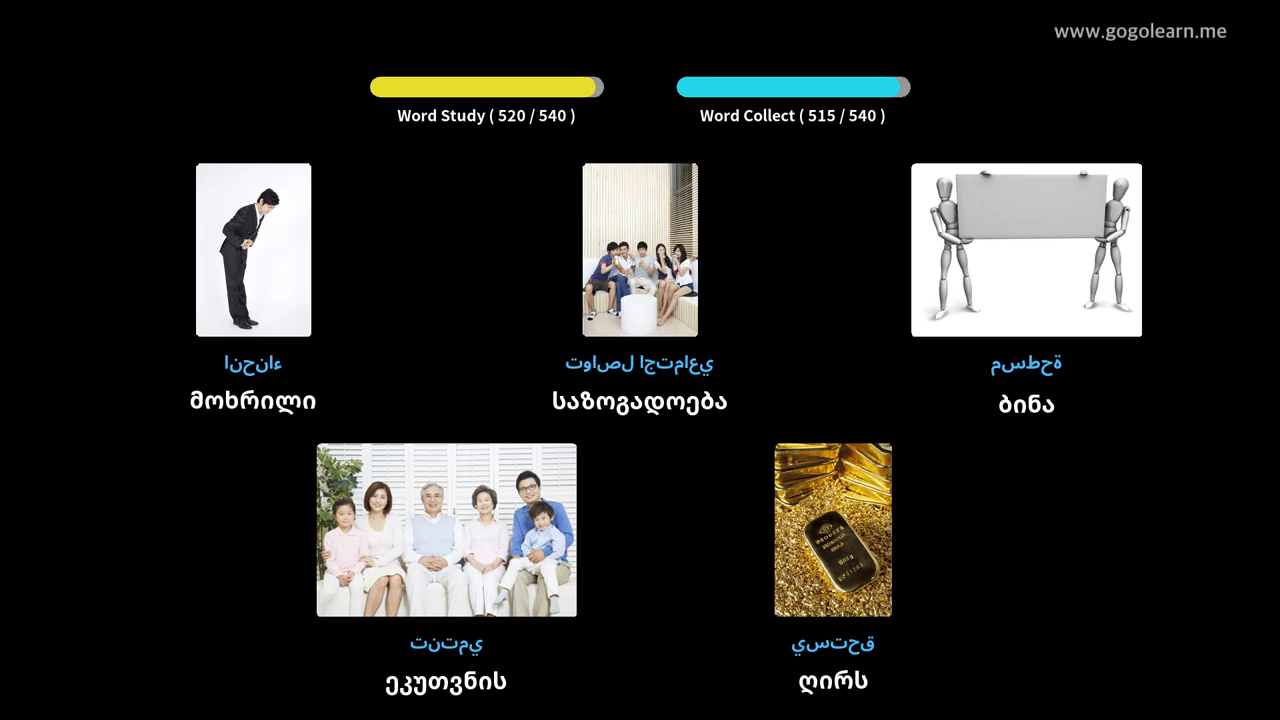 www.gogolearn.me
Word Study ( 520 / 540 )
Word Collect ( 515 / 540 )
انحناء
მოხრილი
تواصل اجتماعي
საზოგადოება
مسطحة
ბინა
تنتمي
ეკუთვნის
يستحق
ღირს